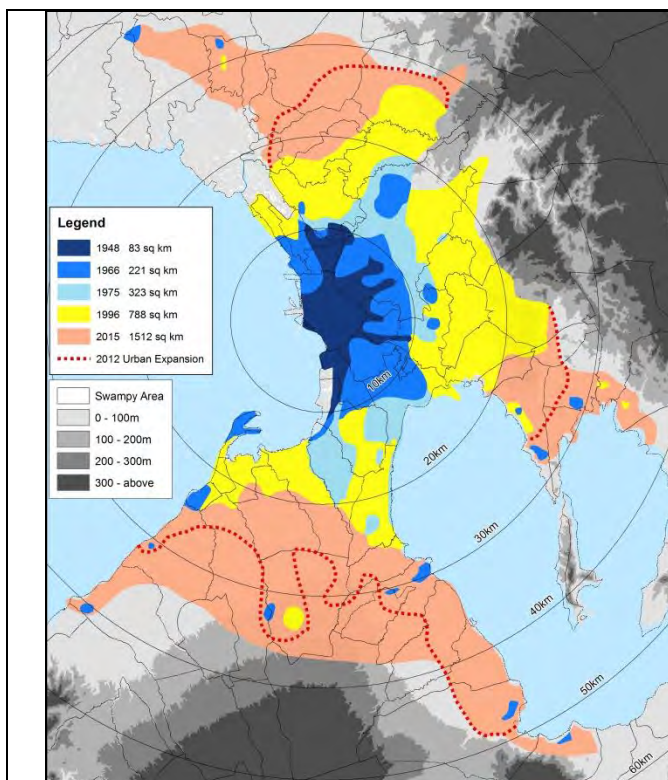 Legend
1948 83 sq km
1966 221 sq km
1975 323 sq km
1996 788 sq km
2015 1512 sq km
2012 Urban Expansion
Swampy Area
0 - 100m
100 - 200m
200 - 300m
300 - above
10km
20km
30km
40km
50km
60km